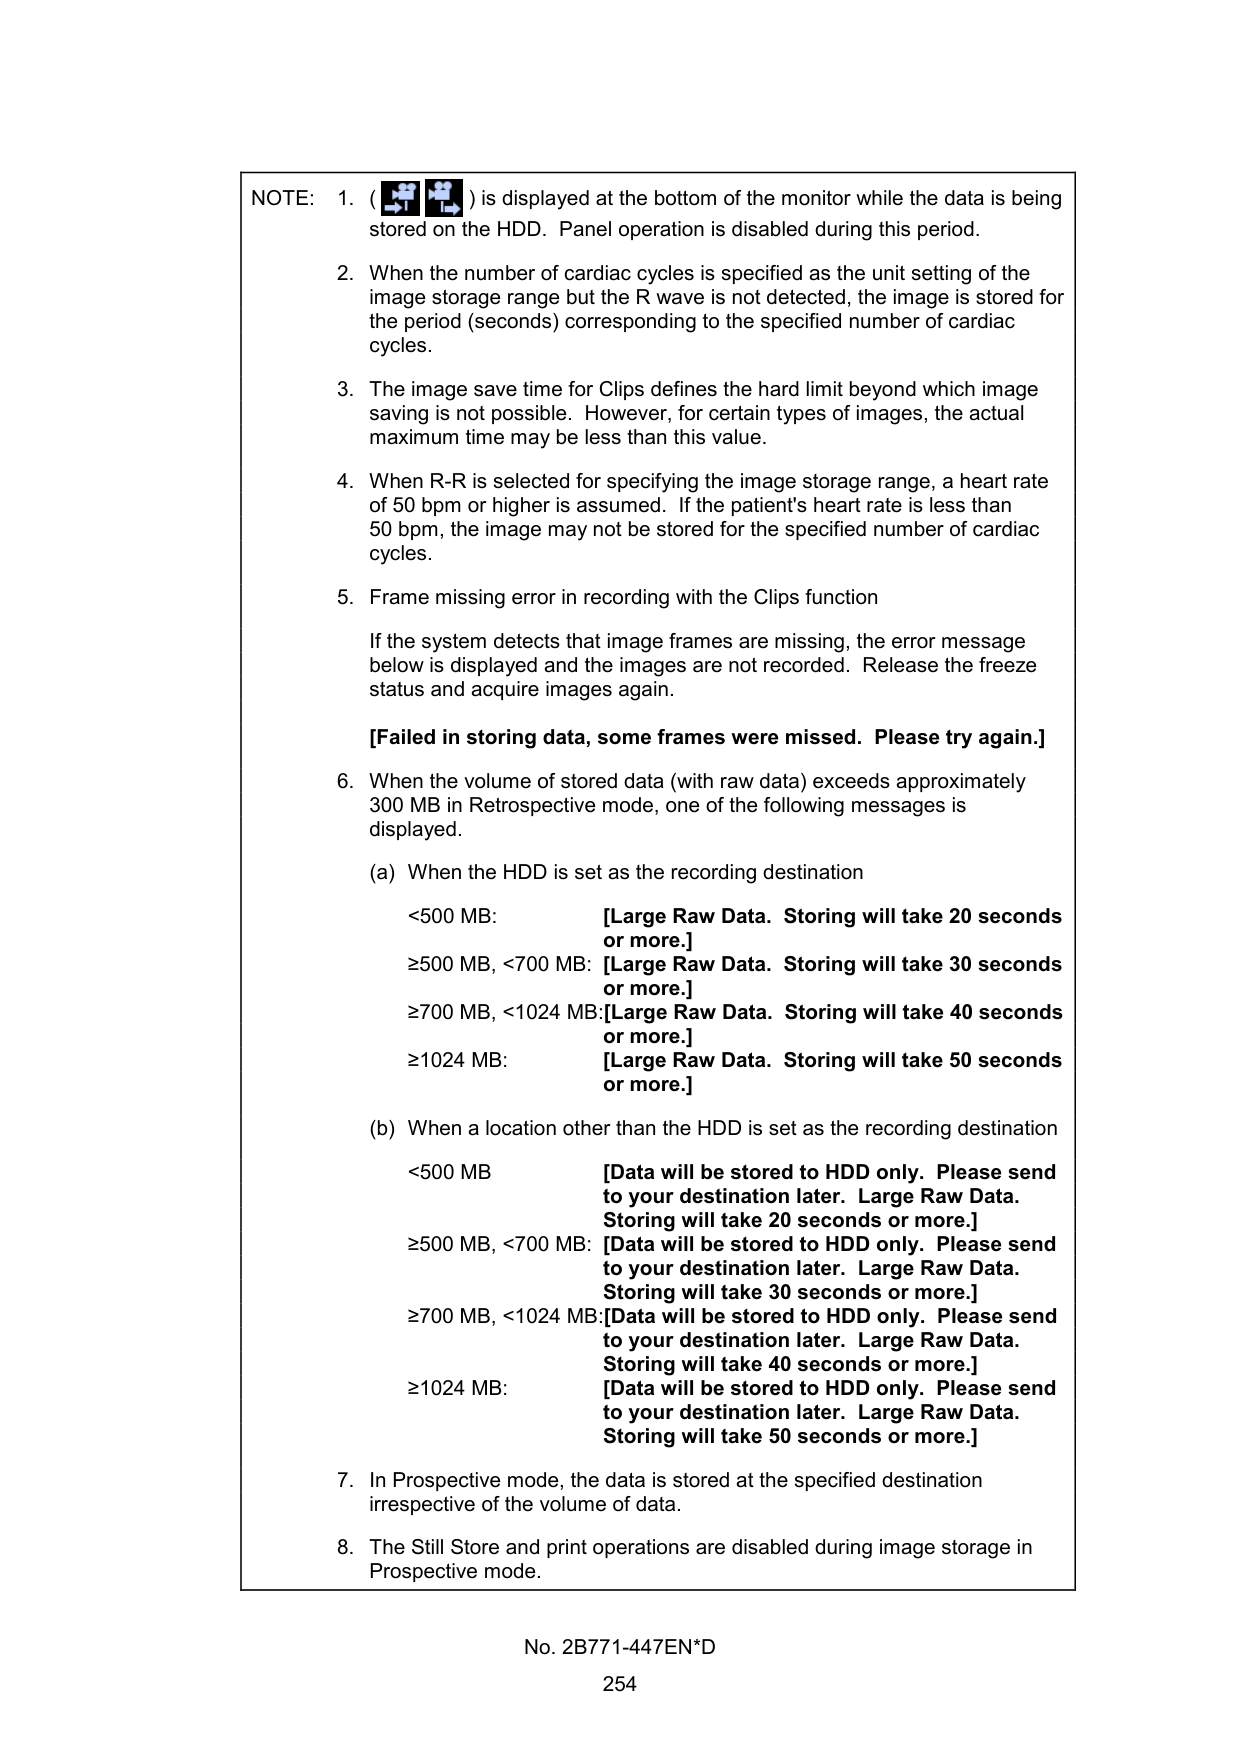 NOTE: 1. ( ) is displayed at the bottom of the monitor while the data is being
stored on the HDD. Panel operation is disabled during this period.
2. When the number of cardiac cycles is specified as the unit setting of the
image storage range but the R wave is not detected, the image is stored for
the period (seconds) corresponding to the specified number of cardiac
cycles.
3. The image save time for Clips defines the hard limit beyond which image
saving is not possible. However, for certain types of images, the actual
maximum time may be less than this value.
4. When R-R is selected for specifying the image storage range, a heart rate
of 50 bpm or higher is assumed. If the patient's heart rate is less than
50 bpm, the image may not be stored for the specified number of cardiac
cycles.
5. Frame missing error in recording with the Clips function
If the system detects that image frames are missing, the error message
below is displayed and the images are not recorded. Release the freeze
status and acquire images again.
[Failed in storing data, some frames were missed. Please try again.]
6. When the volume of stored data (with raw data) exceeds approximately
300 MB in Retrospective mode, one of the following messages is
displayed.
(a) When the HDD is set as the recording destination
<500 MB: [Large Raw Data. Storing will take 20 seconds
or more.]
≥500 MB, <700 MB: [Large Raw Data. Storing will take 30 seconds
or more.]
≥700 MB, <1024 MB:[Large Raw Data. Storing will take 40 seconds
or more.]
≥1024 MB: [Large Raw Data. Storing will take 50 seconds
or more.]
(b) When a location other than the HDD is set as the recording destination
<500 MB [Data will be stored to HDD only. Please send
to your destination later. Large Raw Data.
Storing will take 20 seconds or more.]
≥500 MB, <700 MB: [Data will be stored to HDD only. Please send
to your destination later. Large Raw Data.
Storing will take 30 seconds or more.]
≥700 MB, <1024 MB:[Data will be stored to HDD only. Please send
to your destination later. Large Raw Data.
Storing will take 40 seconds or more.]
≥1024 MB: [Data will be stored to HDD only. Please send
to your destination later. Large Raw Data.
Storing will take 50 seconds or more.]
7. In Prospective mode, the data is stored at the specified destination
irrespective of the volume of data.
8. The Still Store and print operations are disabled during image storage in
Prospective mode.
No. 2B771-447EN*D
254